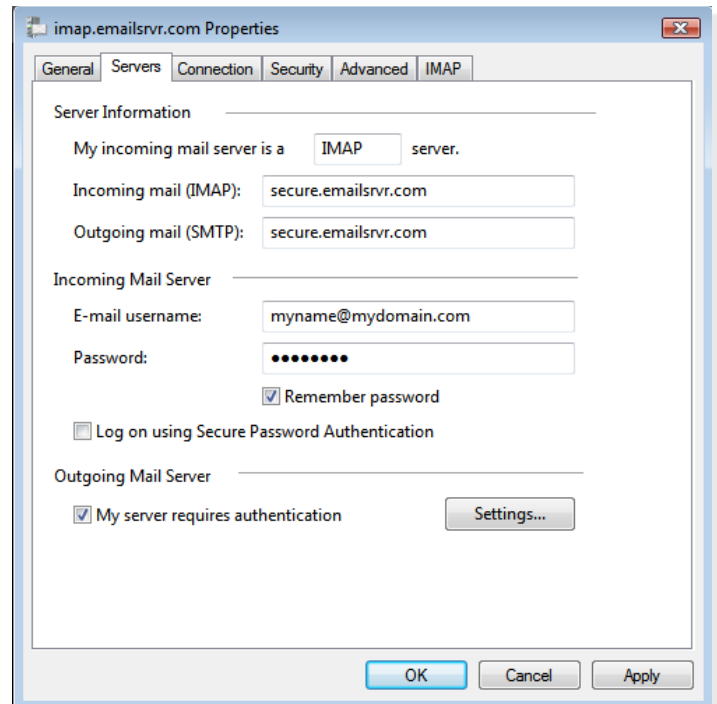 imap.emailsrvr.com Properties
General Servers Connection Security Advanced IMAP
Server Information
My incoming mail server is a IMAP server.
Incoming mail (IMAP): secure.emailsrvr.com
Outgoing mail (SMTP): secure.emailsrvr.com
Incoming Mail Server
E-mail username: myname@mydomain.com
Password: ●●●●●●●●
Remember password
Log on using Secure Password Authentication
Outgoing Mail Server
My server requires authentication Settings...
OK Cancel Apply